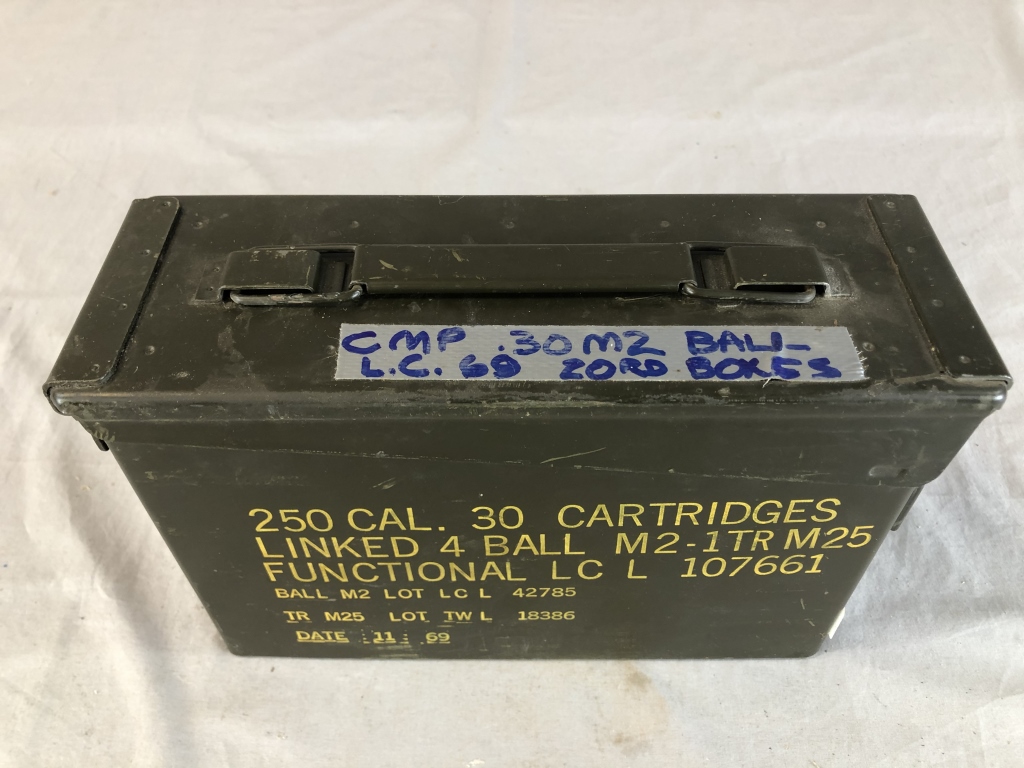 CMP .30 M2 BALL
L.C. 69 20RD. BOXES
250 CAL. 30 CARTRIDGES
LINKED 4 BALL M2-1TR M25
FUNCTIONAL LC L 107661
BALL M2 LOT LC L 42785
TR M25 LOT TW L 18386
DATE 11 69